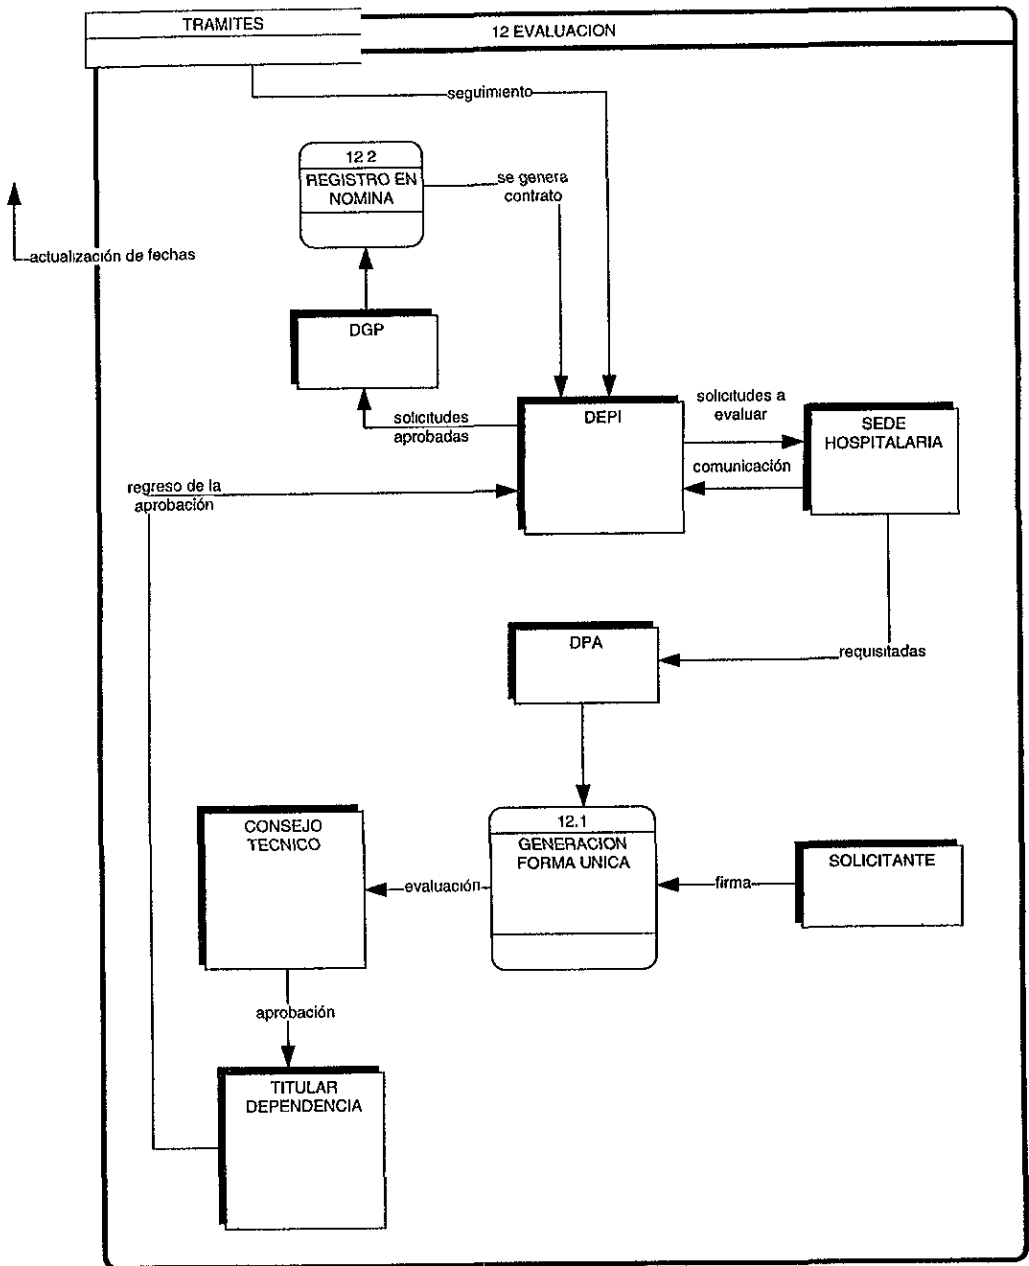 TRAMITES
12 EVALUACION
seguimiento
12 2
REGISTRO EN
NOMINA
se genera
contrato
actualización de fechas
DGP
solicitudes
aprobadas
DEPI
solicitudes a
evaluar
SEDE
HOSPITALARIA
comunicación
regreso de la
aprobación
DPA
requisitadas
CONSEJO
TECNICO
12.1
GENERACION
FORMA UNICA
SOLICITANTE
evaluación
firma
aprobación
TITULAR
DEPENDENCIA